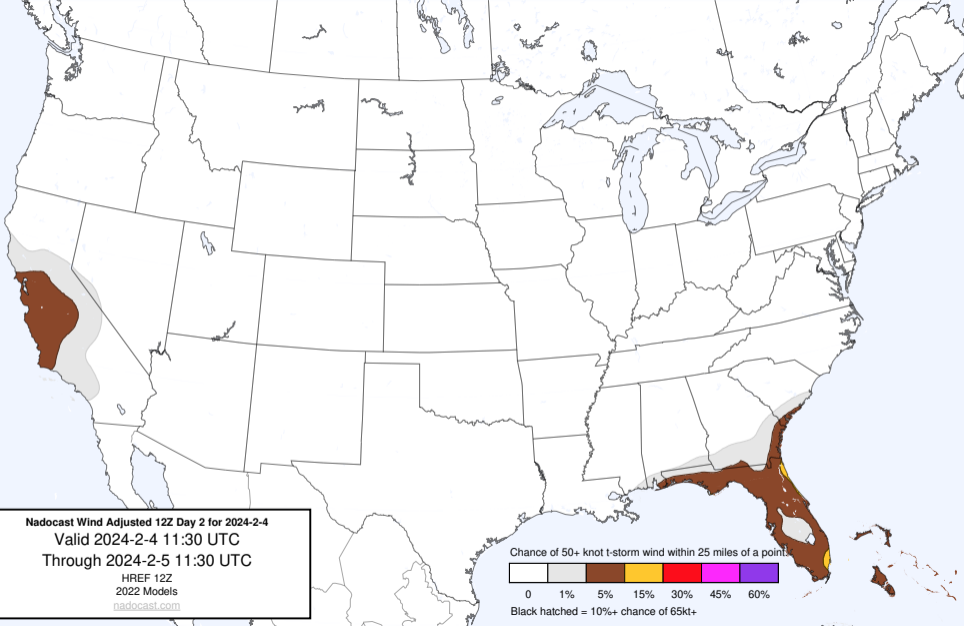 Nadocast Wind Adjusted 12Z Day 2 for 2024-2-4
Valid 2024-2-4 11:30 UTC
Through 2024-2-5 11:30 UTC
HREF 12Z
2022 Models
nadocast.com
Chance of 50+ knot t-storm wind within 25 miles of a point.
0 1% 5% 15% 30% 45% 60%
Black hatched = 10%+ chance of 65kt+